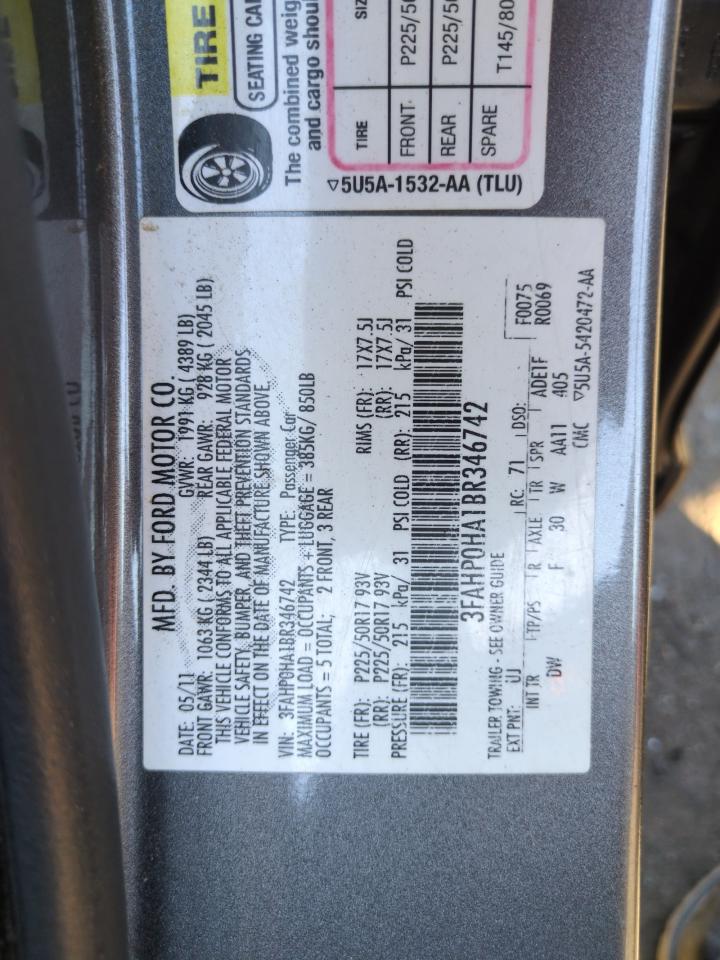 TIRE
SEATING CA
The combined weig
and cargo shou
TIRE SIZ
FRONT P225/50
REAR P225/50
SPARE T145/80
▽5U5A-1532-AA (TLU)
MFD. BY FORD MOTOR CO.
DATE: 05/11 GVWR: 1991 KG ( 4389 LB)
FRONT GAWR: 1063 KG ( 2344 LB) REAR GAWR: 928 KG ( 2045 LB)
THIS VEHICLE CONFORMS TO ALL APPLICABLE FEDERAL MOTOR
VEHICLE SAFETY, BUMPER, AND THEFT PREVENTION STANDARDS
IN EFFECT ON THE DATE OF MANUFACTURE SHOWN ABOVE.
VIN: 3FAHP0HA1BR346742 TYPE: Passenger Car
MAXIMUM LOAD = OCCUPANTS + LUGGAGE = 385KG/ 850LB
OCCUPANTS = 5 TOTAL; 2 FRONT, 3 REAR
TIRE (FR): P225/50R17 93V RIMS (FR): 17X7.5J
(RR): P225/50R17 93V (RR): 17X7.5J
PRESSURE (FR): 215 kPa/ 31 PSI COLD (RR): 215 kPa/ 31 PSI COLD
3FAHP0HA1BR346742
TRAILER TOWING - SEE OWNER GUIDE
EXT PNT: UJ RC: 71 DSO: F0075
R0069
INT TR TP/PS R AXLE TR SPR ADE1F
DW F 30 W AA11 405
CMC ▽5U5A-5420472-AA